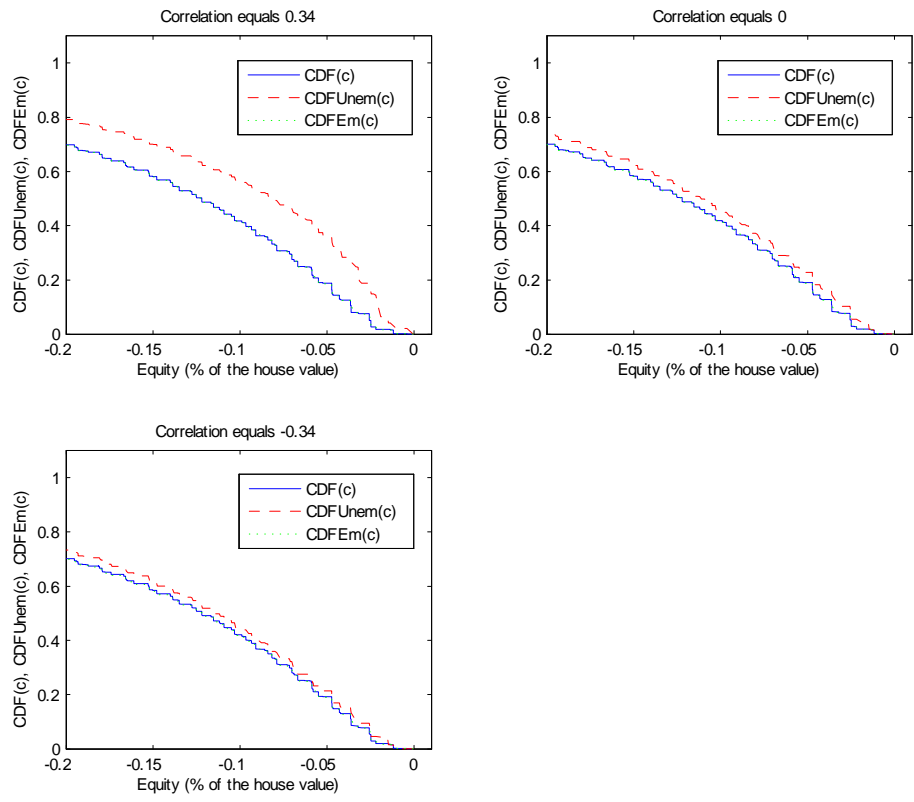 Correlation equals 0.34
CDF(c), CDFUnem(c), CDFEm(c)
1
0.8
0.6
0.4
0.2
0
-0.2
-0.15
-0.1
-0.05
0
Equity (% of the house value)
CDF(c)
CDFUnem(c)
CDFEm(c)
Correlation equals 0
CDF(c), CDFUnem(c), CDFEm(c)
1
0.8
0.6
0.4
0.2
0
-0.2
-0.15
-0.1
-0.05
0
Equity (% of the house value)
CDF(c)
CDFUnem(c)
CDFEm(c)
Correlation equals -0.34
CDF(c), CDFUnem(c), CDFEm(c)
1
0.8
0.6
0.4
0.2
0
-0.2
-0.15
-0.1
-0.05
0
Equity (% of the house value)
CDF(c)
CDFUnem(c)
CDFEm(c)